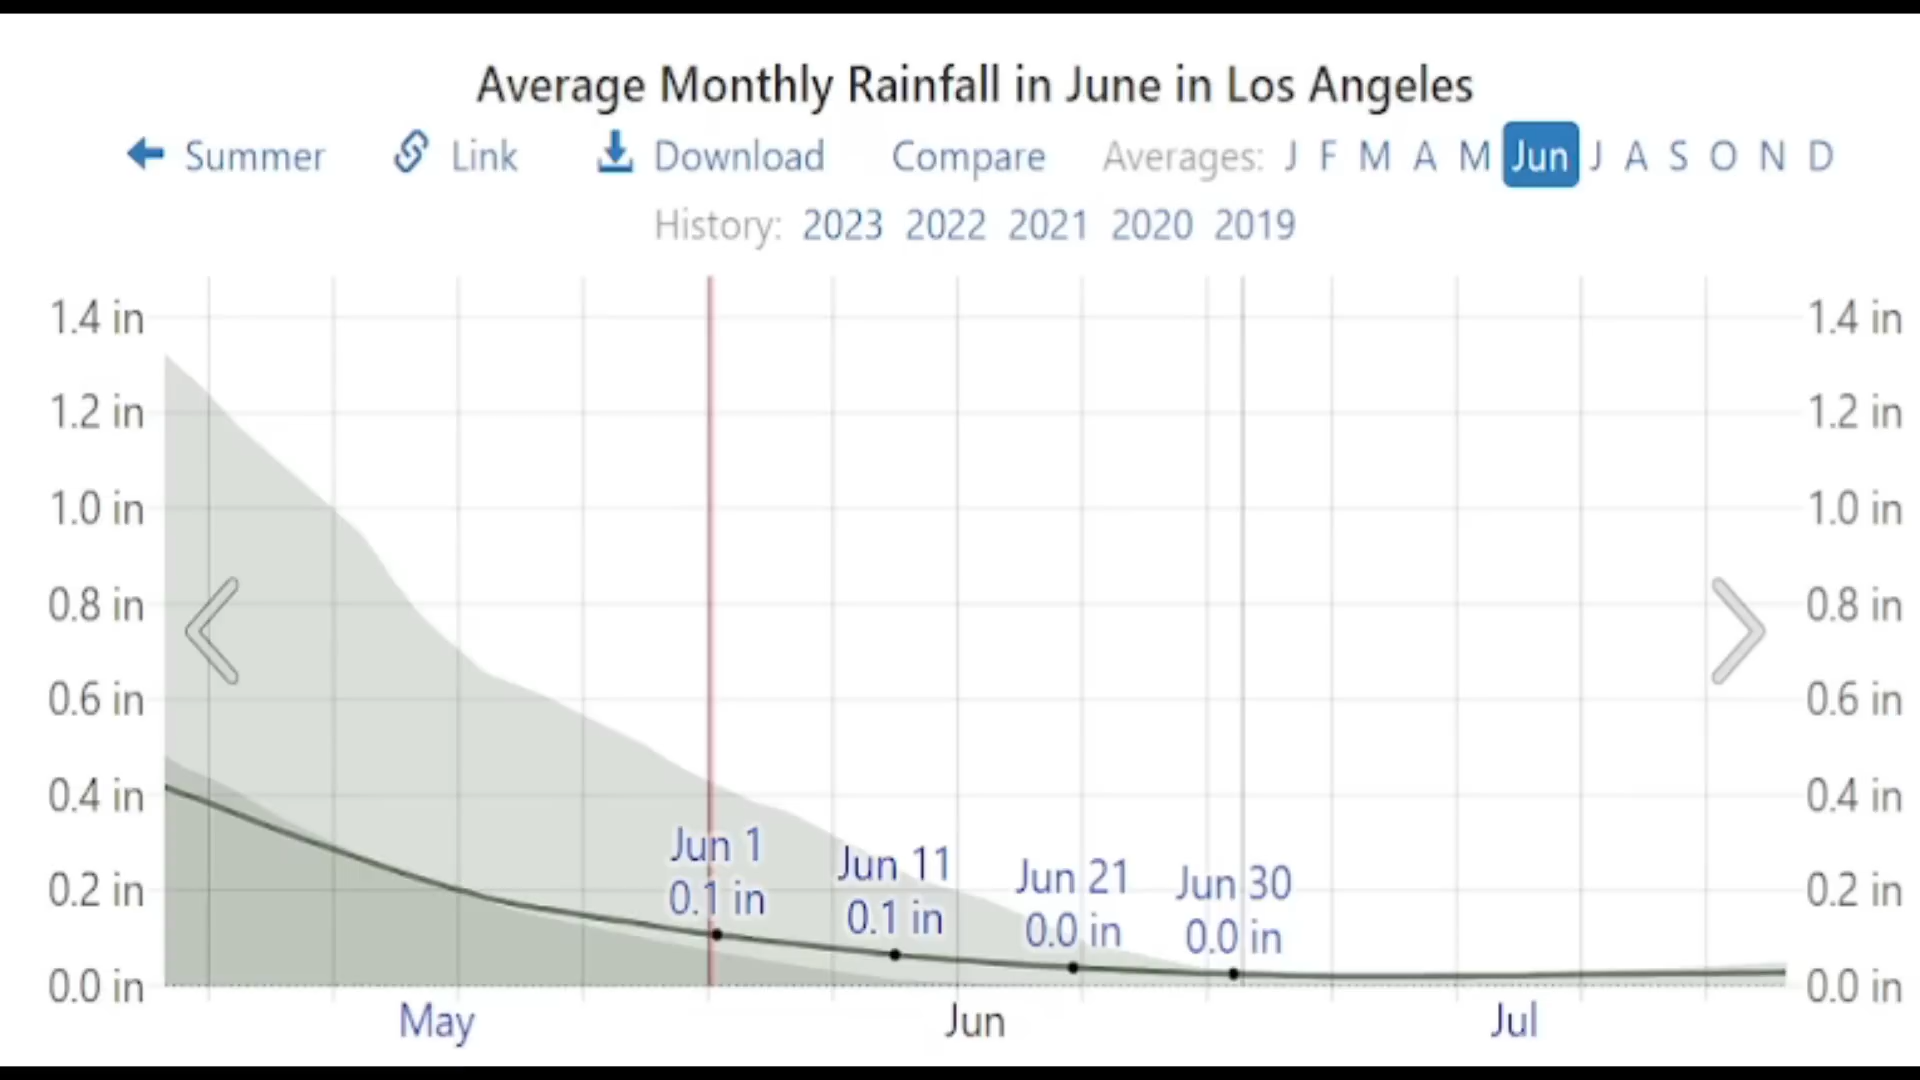 Average Monthly Rainfall in June in Los Angeles
Summer Link Download Compare Averages: J F M A M Jun J A S O N D
History: 2023 2022 2021 2020 2019
1.4 in 1.4 in
1.2 in 1.2 in
1.0 in 1.0 in
0.8 in 0.8 in
0.6 in 0.6 in
0.4 in 0.4 in
Jun 1 Jun 11 Jun 21 Jun 30
0.1 in 0.1 in 0.0 in 0.0 in
0.2 in 0.2 in
0.0 in 0.0 in
May Jun Jul